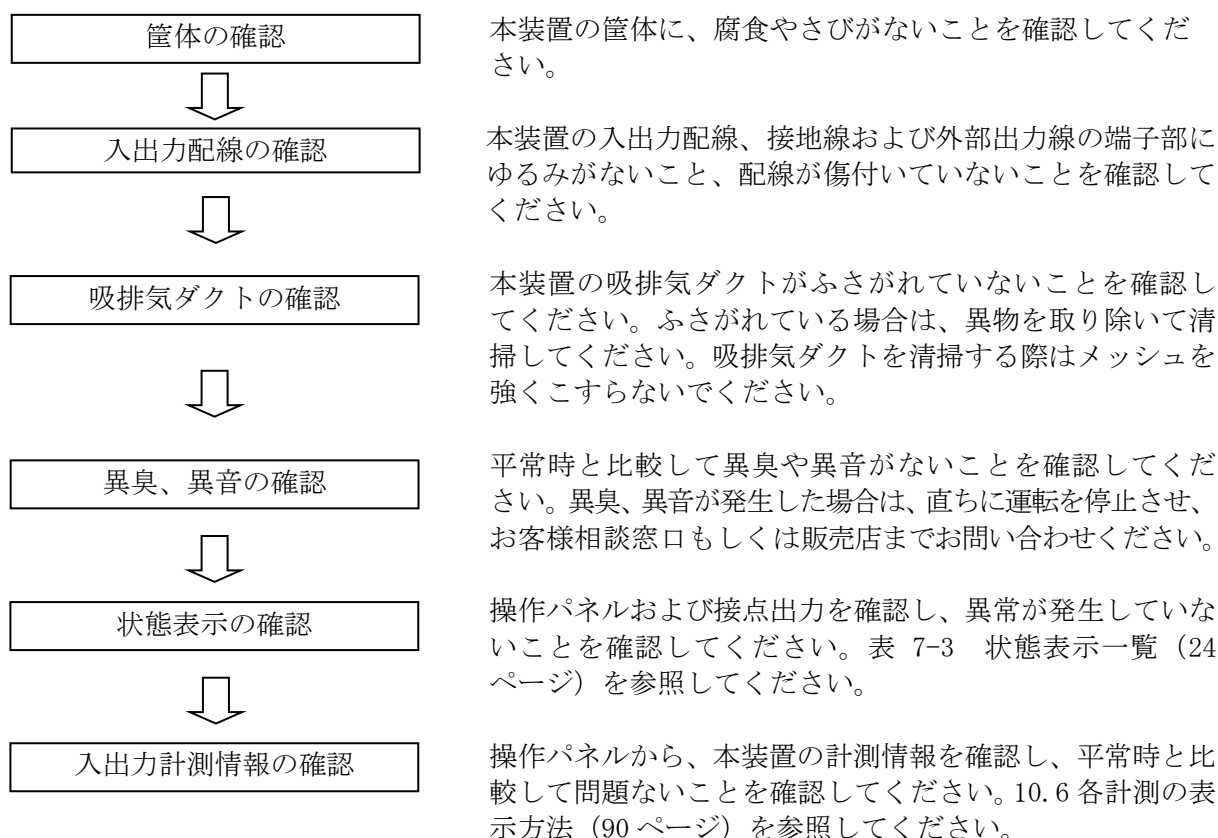 筐体の確認
本装置の筐体に、腐食やさびがないことを確認してくだ
さい。
入出力配線の確認
本装置の入出力配線、接地線および外部出力線の端子部に
ゆるみがないこと、配線が傷付いていないことを確認して
ください。
吸排気ダクトの確認
本装置の吸排気ダクトがふさがれていないことを確認し
てください。ふさがれている場合は、異物を取り除いて清
掃してください。吸排気ダクトを清掃する際はメッシュを
強くこすらないでください。
異臭、異音の確認
平常時と比較して異臭や異音がないことを確認してくだ
さい。異臭、異音が発生した場合は、直ちに運転を停止させ、
お客様相談窓口もしくは販売店までお問い合わせください。
状態表示の確認
操作パネルおよび接点出力を確認し、異常が発生していな
いことを確認してください。表 7-3 状態表示一覧（24
ページ）を参照してください。
入出力計測情報の確認
操作パネルから、本装置の計測情報を確認し、平常時と比
較して問題ないことを確認してください。10.6 各計測の表
示方法（90 ページ）を参照してください。